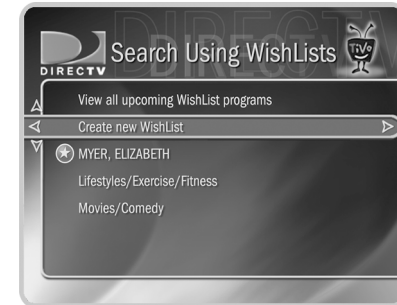 DIRECTV
Search Using WishLists
TiVo
View all upcoming WishList programs
Create new WishList
MYER, ELIZABETH
Lifestyles/Exercise/Fitness
Movies/Comedy